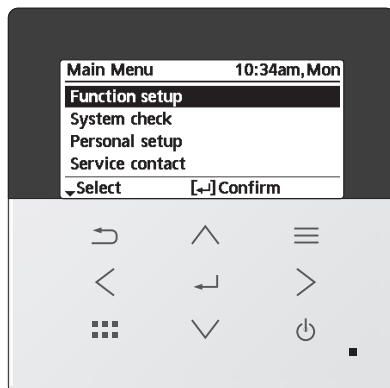 Main Menu 10:34am,Mon
Function setup
System check
Personal setup
Service contact
Select [↵]Confirm